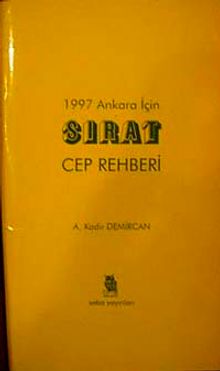 1997 Ankara İçin
SIRAT
CEP REHBERİ
A. Kadir DEMİRCAN
seba yayınları